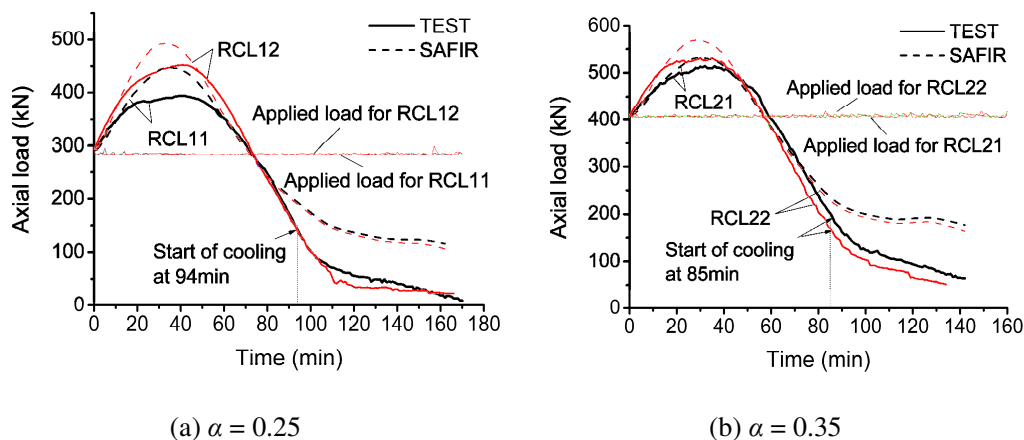 TEST
SAFIR
RCL12
RCL11
Applied load for RCL12
Applied load for RCL11
Start of cooling
at 94min
Axial load (kN)
500
400
300
200
100
0
0 20 40 60 80 100 120 140 160 180
Time (min)
(a) α = 0.25
TEST
SAFIR
RCL21
Applied load for RCL22
Applied load for RCL21
RCL22
Start of cooling
at 85min
Axial load (kN)
600
500
400
300
200
100
0
0 20 40 60 80 100 120 140 160
Time (min)
(b) α = 0.35